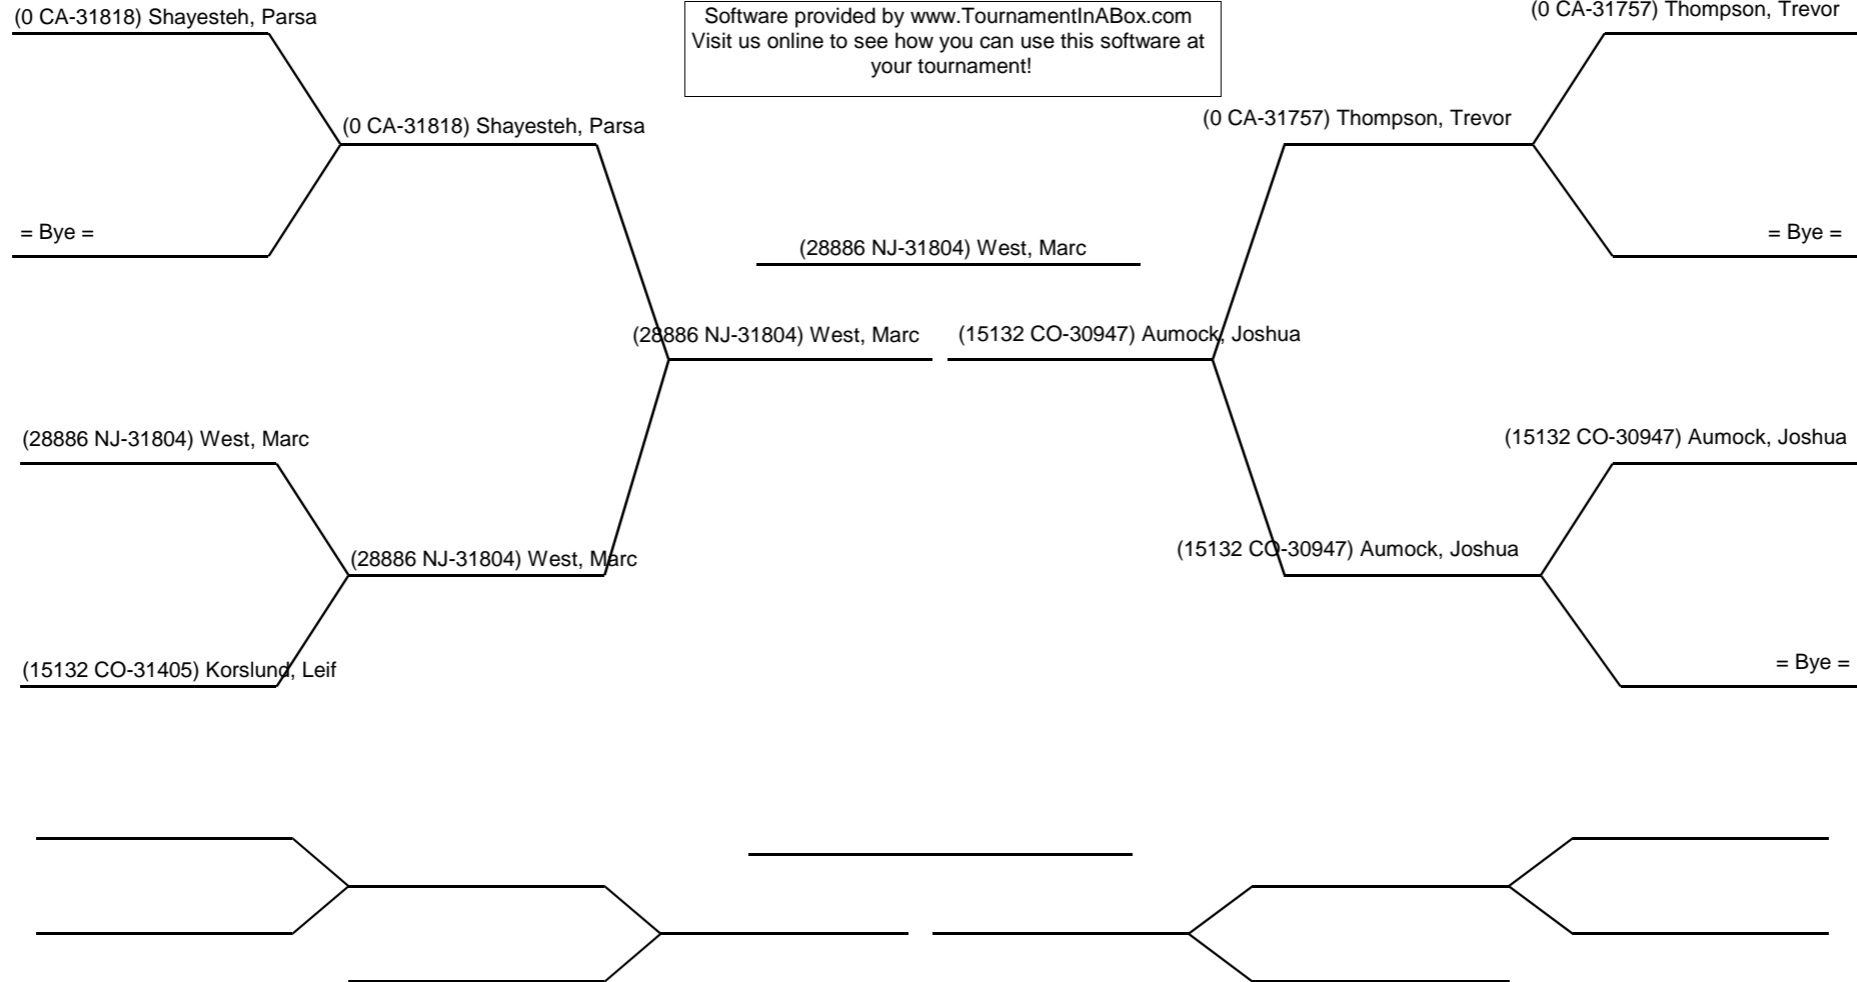 (0 CA-31818) Shayesteh, Parsa
Software provided by www.TournamentInABox.com
Visit us online to see how you can use this software at
your tournament!
(0 CA-31757) Thompson, Trevor
(0 CA-31818) Shayesteh, Parsa
(0 CA-31757) Thompson, Trevor
= Bye =
= Bye =
(28886 NJ-31804) West, Marc
(28886 NJ-31804) West, Marc
(15132 CO-30947) Aumock, Joshua
(28886 NJ-31804) West, Marc
(15132 CO-30947) Aumock, Joshua
(28886 NJ-31804) West, Marc
(15132 CO-30947) Aumock, Joshua
(15132 CO-31405) Korslund, Leif
= Bye =